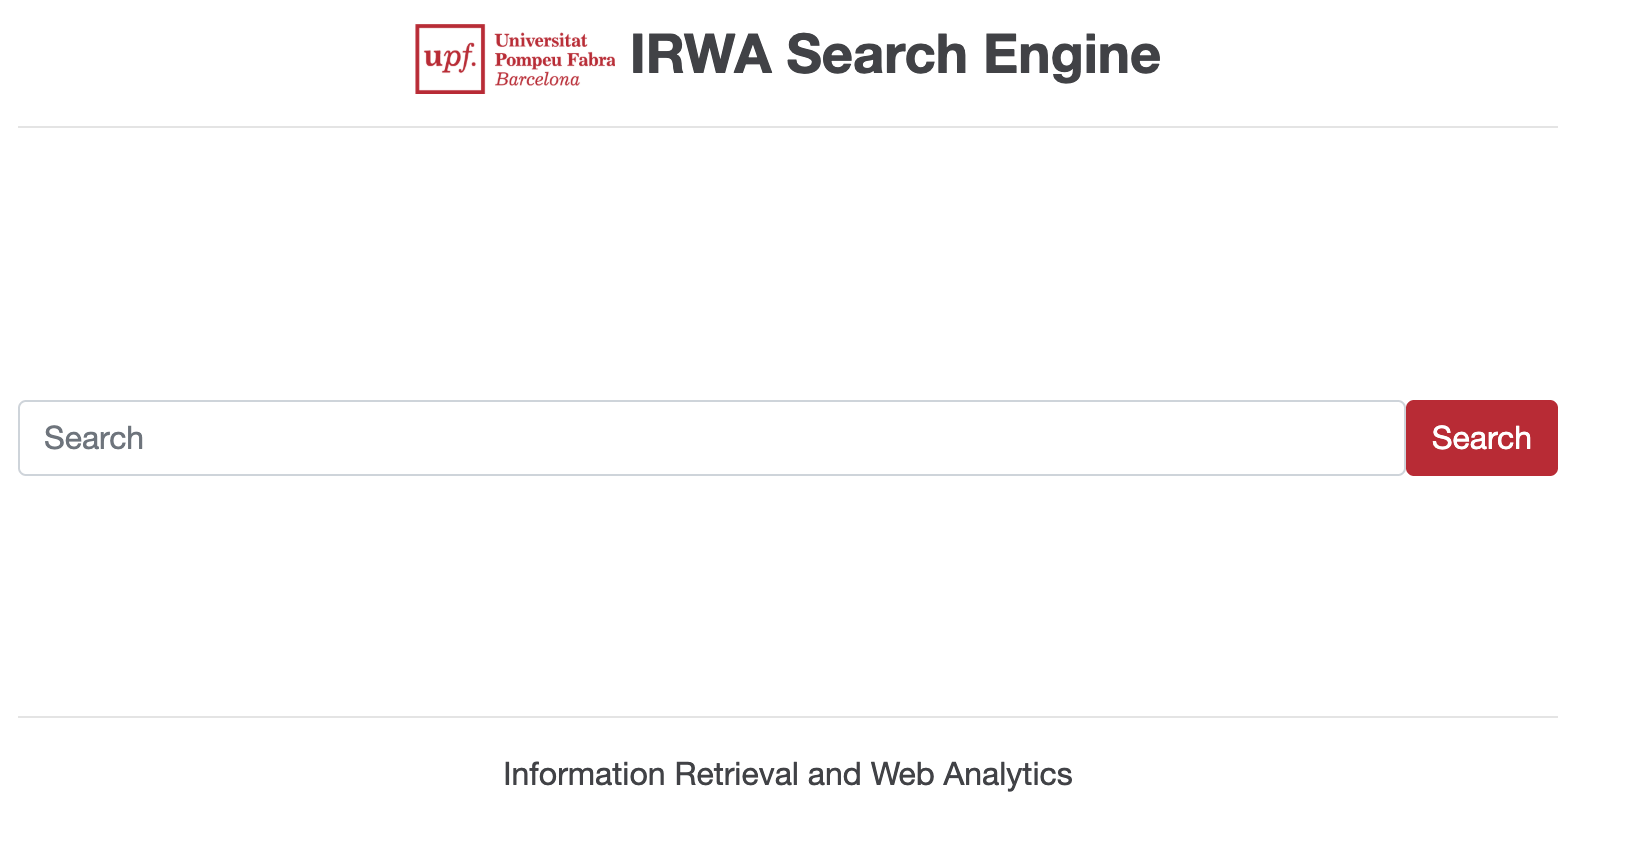 upf.
Universitat
Pompeu Fabra
Barcelona
IRWA Search Engine
Search
Search
Information Retrieval and Web Analytics